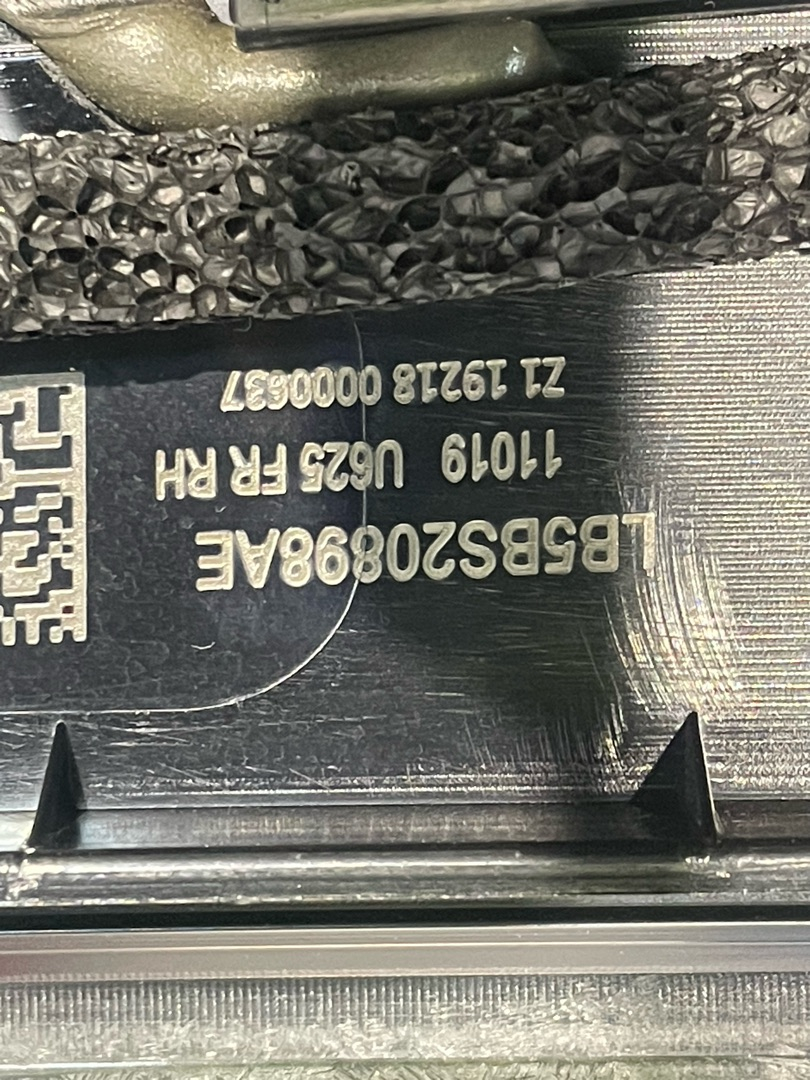 LB5BS20898AE
11019 U625 FR RH
Z1 19218 0000637